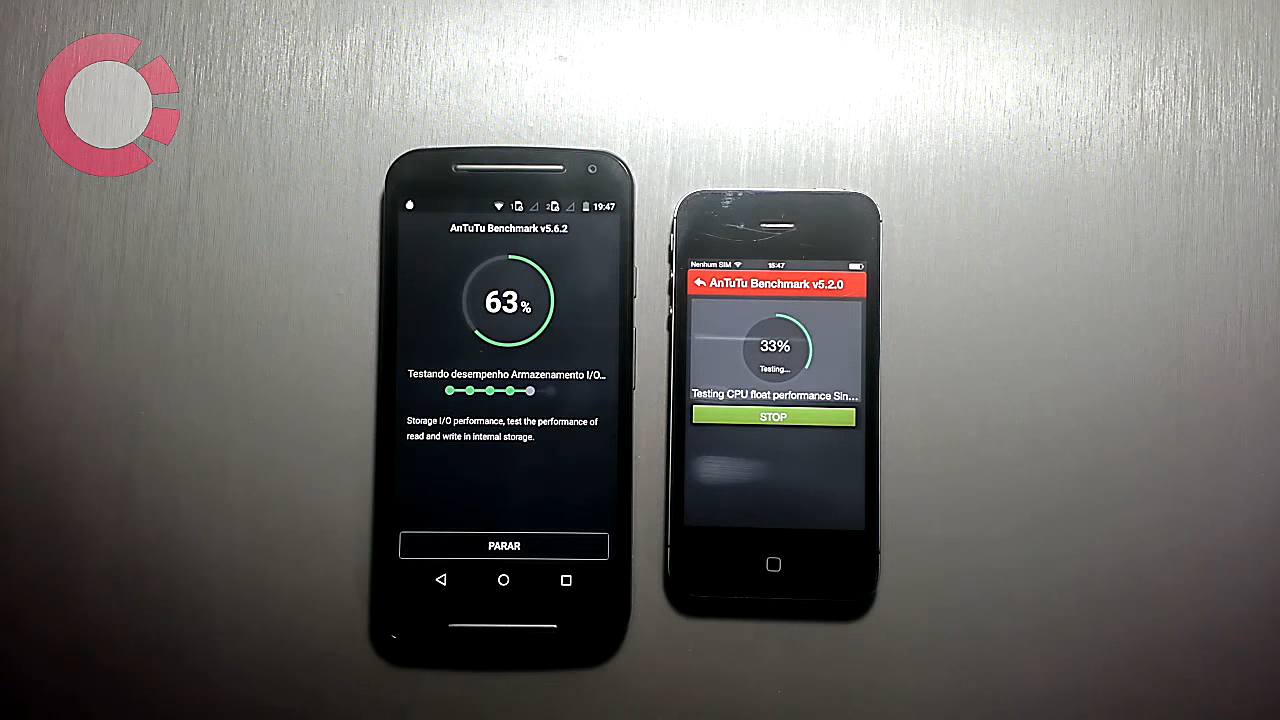 1 2 19:47
AnTuTu Benchmark v5.6.2
63%
Testando desempenho Armazenamento I/O...
Storage I/O performance, test the performance of
read and write in internal storage.
PARAR
Nenhum SIM 15:47
AnTuTu Benchmark v5.2.0
33%
Testing...
Testing CPU float performance Sin...
STOP